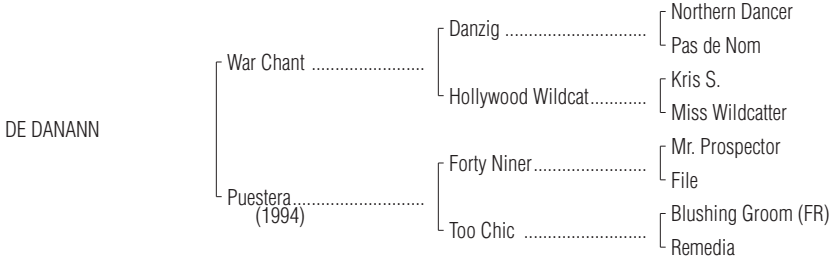 Northern Dancer
Danzig ..............................
Pas de Nom
War Chant ........................
Kris S.
Hollywood Wildcat............
Miss Wildcatter
DE DANANN
Mr. Prospector
Forty Niner........................
File
Puestera............................
(1994)
Blushing Groom (FR)
Too Chic ..........................
Remedia